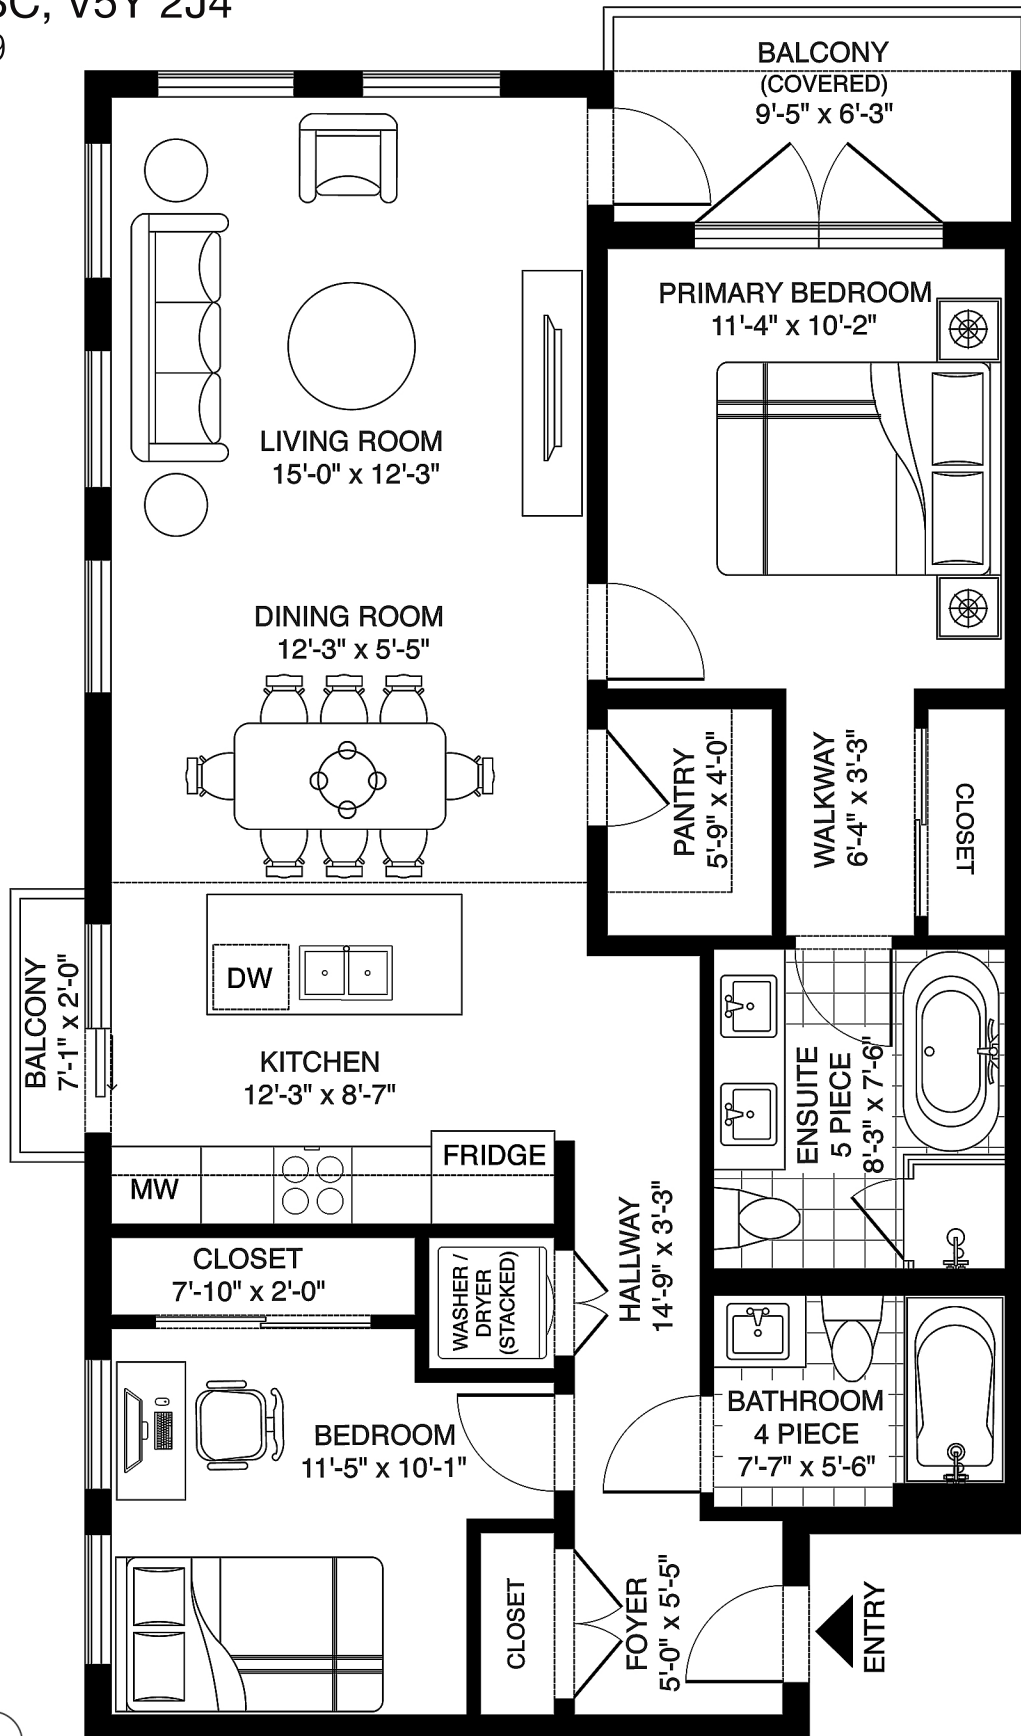 BC, V5Y 2J4
BALCONY
(COVERED)
9'-5" x 6'-3"
PRIMARY BEDROOM
11'-4" x 10'-2"
LIVING ROOM
15'-0" x 12'-3"
DINING ROOM
12'-3" x 5'-5"
PANTRY
5'-9" x 4'-0"
WALKWAY
6'-4" x 3'-3"
CLOSET
BALCONY
7'-1" x 2'-0"
DW
KITCHEN
12'-3" x 8'-7"
ENSUITE
5 PIECE
8'-3" x 7'-6"
MW
FRIDGE
CLOSET
7'-10" x 2'-0"
WASHER /
DRYER
(STACKED)
HALLWAY
14'-9" x 3'-3"
BATHROOM
4 PIECE
7'-7" x 5'-6"
BEDROOM
11'-5" x 10'-1"
CLOSET
FOYER
5'-0" x 5'-5"
ENTRY